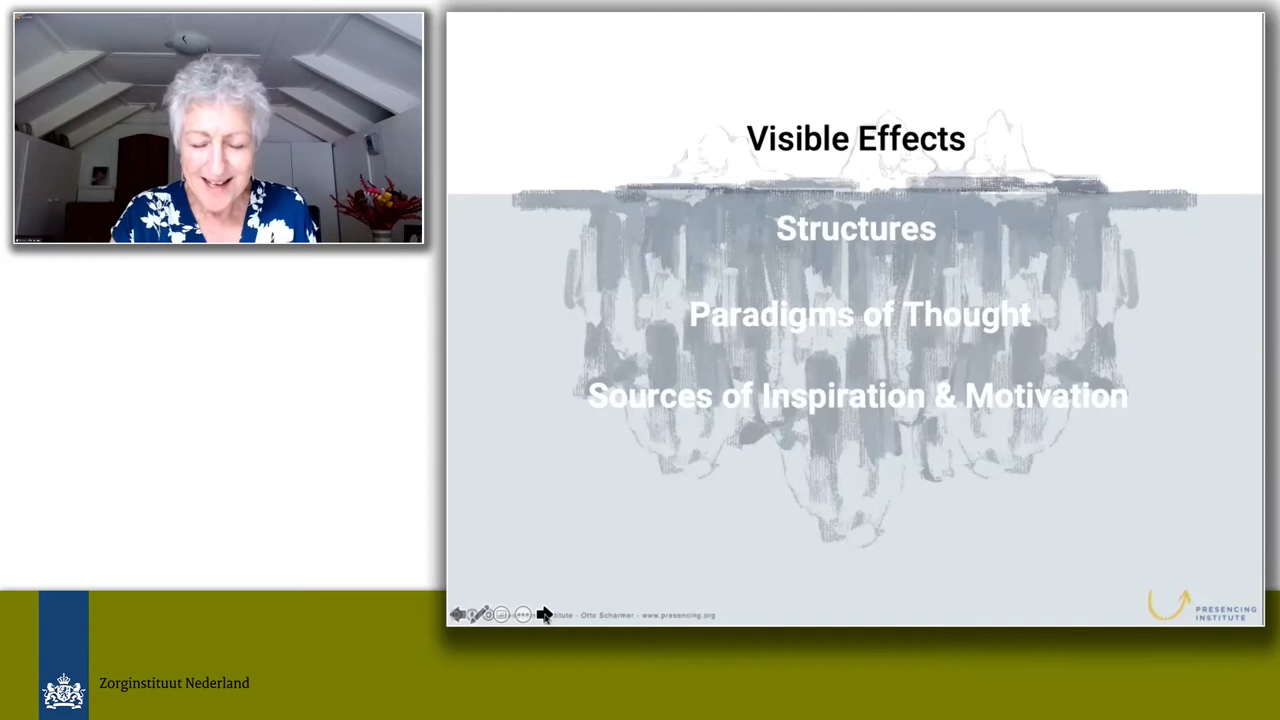 Visible Effects
Structures
Paradigms of Thought
Sources of Inspiration & Motivation
Otto Scharmer - www.presencing.org
PRESENCING
INSTITUTE
Zorginstituut Nederland